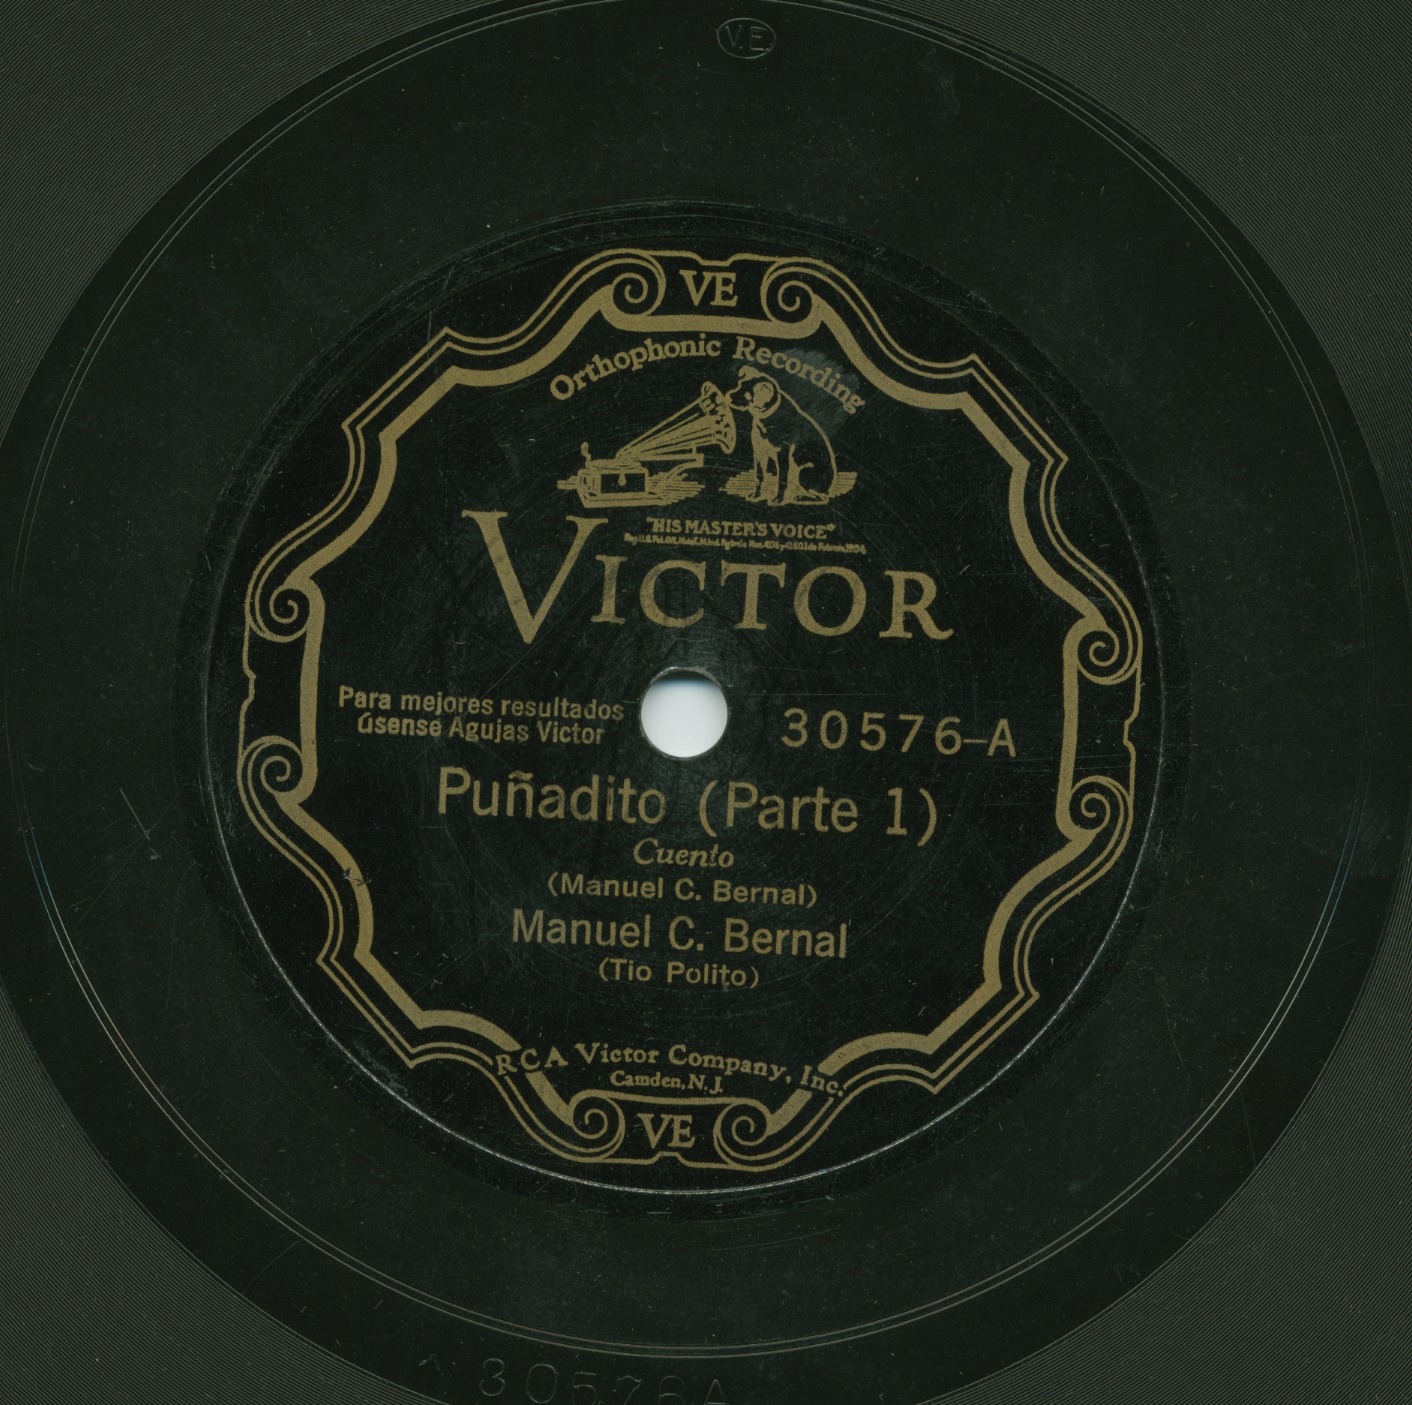 V.E.
VE
Orthophonic Recording
"HIS MASTER'S VOICE"
VICTOR
Para mejores resultados
úsense Agujas Victor
30576-A
Puñadito (Parte 1)
Cuento
(Manuel C. Bernal)
Manuel C. Bernal
(Tio Polito)
RCA Victor Company, Inc.
Camden, N. J.
VE
30576A